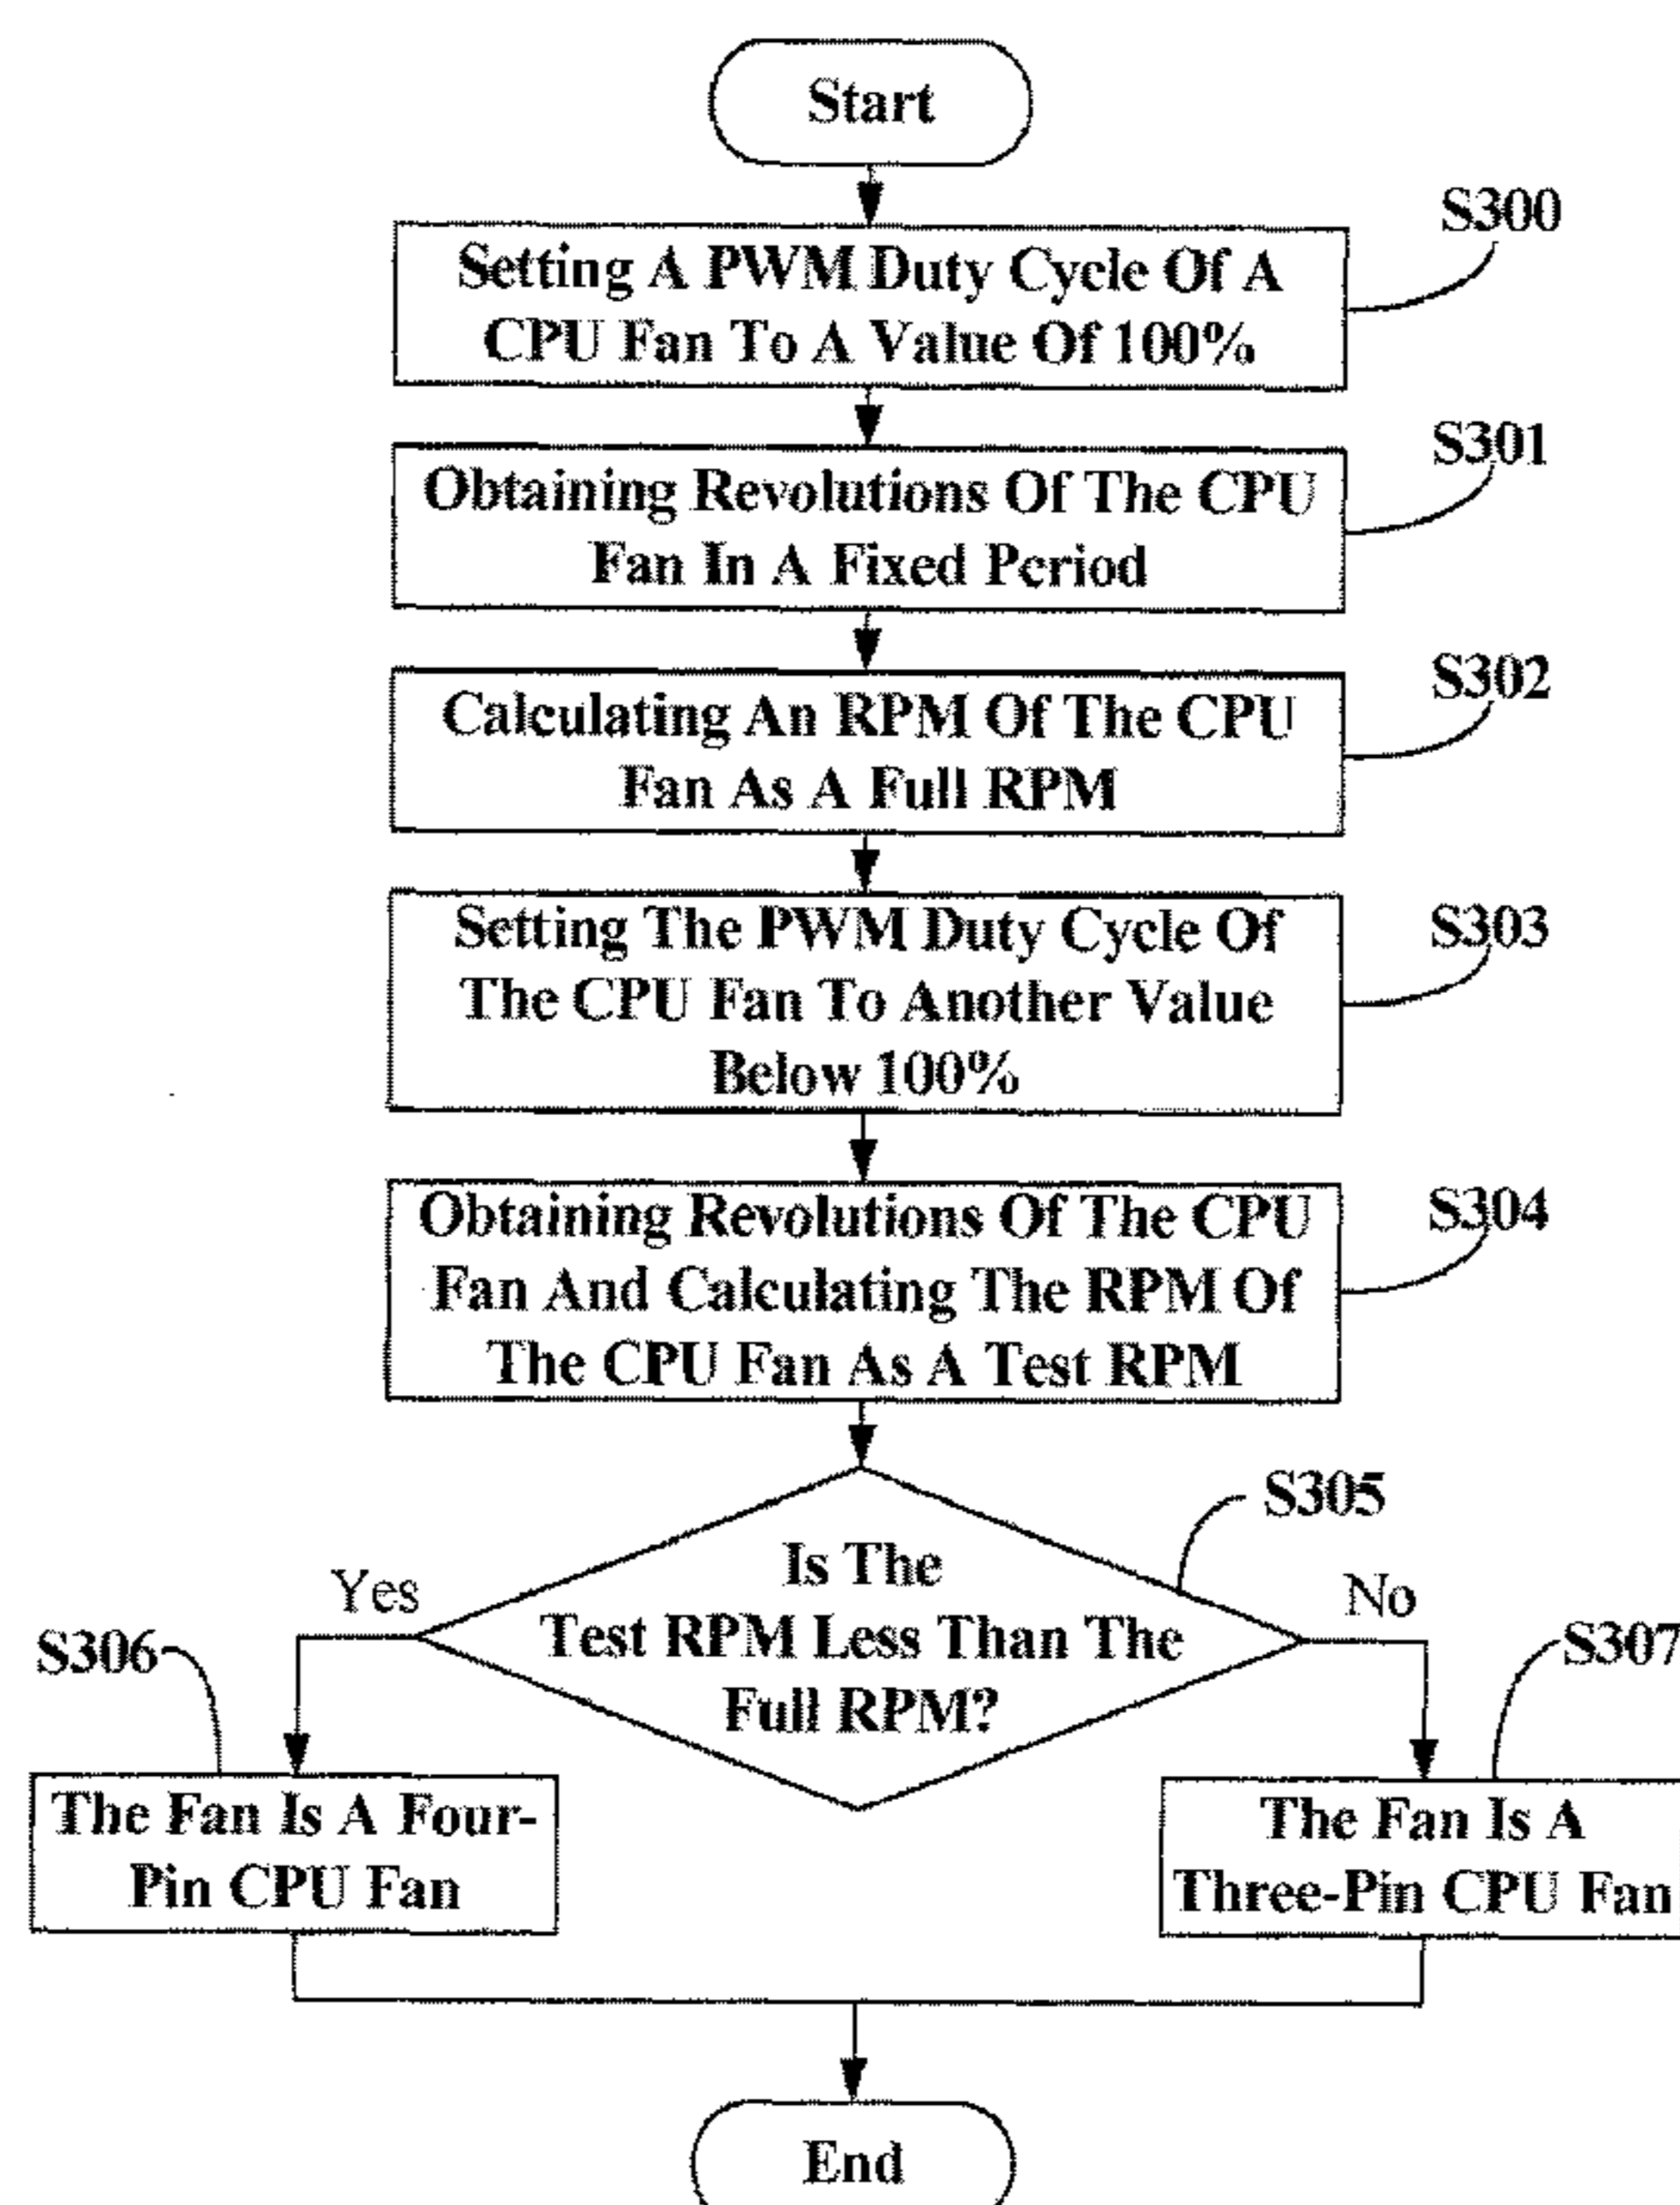 Start
S300
Setting A PWM Duty Cycle Of A
CPU Fan To A Value Of 100%
S301
Obtaining Revolutions Of The CPU
Fan In A Fixed Period
S302
Calculating An RPM Of The CPU
Fan As A Full RPM
S303
Setting The PWM Duty Cycle Of
The CPU Fan To Another Value
Below 100%
S304
Obtaining Revolutions Of The CPU
Fan And Calculating The RPM Of
The CPU Fan As A Test RPM
S305
Is The
Test RPM Less Than The
Full RPM?
Yes
No
S306
S307
The Fan Is A Four-
Pin CPU Fan
The Fan Is A
Three-Pin CPU Fan
End